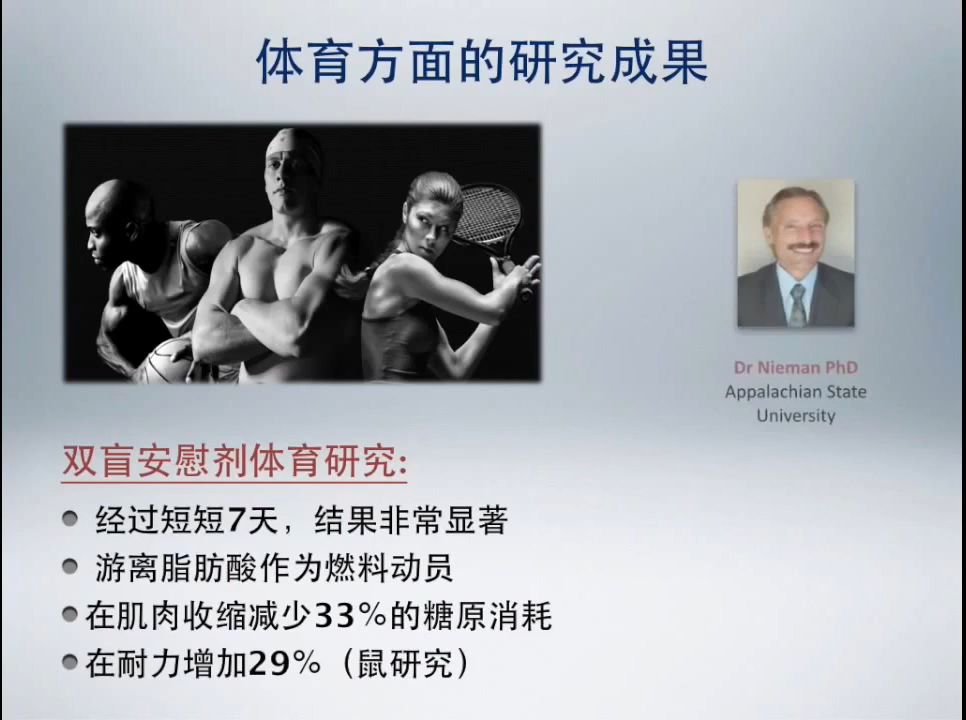 体育方面的研究成果
Dr Nieman PhD
Appalachian State
University
双盲安慰剂体育研究:
经过短短7天，结果非常显著
游离脂肪酸作为燃料动员
在肌肉收缩减少33%的糖原消耗
在耐力增加29%（鼠研究）